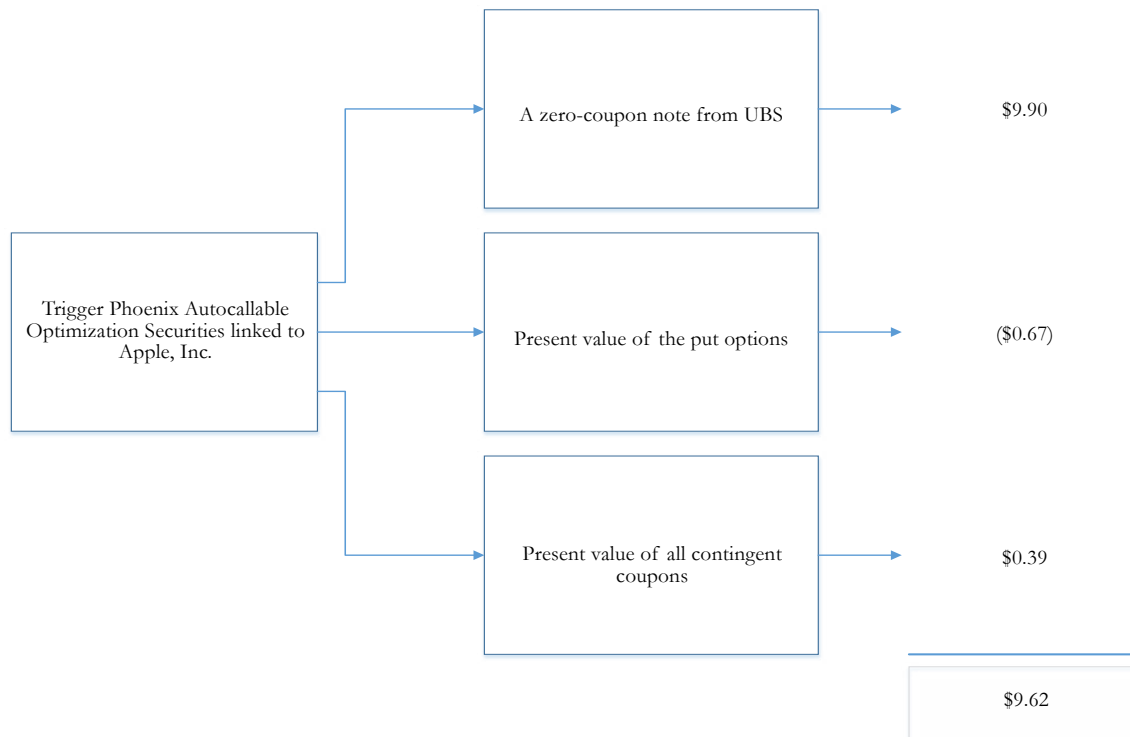 A zero-coupon note from UBS
$9.90
Trigger Phoenix Autocallable
Optimization Securities linked to
Apple, Inc.
Present value of the put options
($0.67)
Present value of all contingent
coupons
$0.39
$9.62